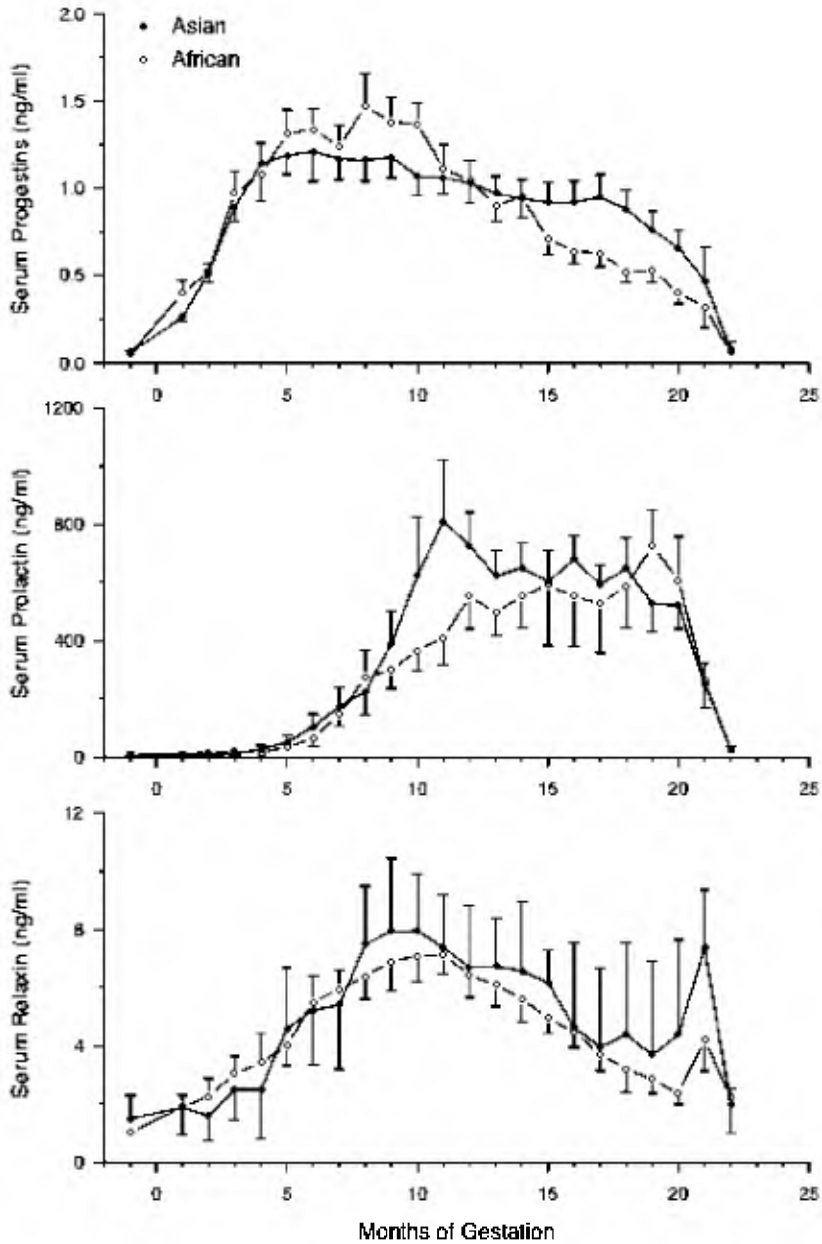 Asian
African
Serum Progestins (ng/ml)
2.0
1.5
1.0
0.5
0.0
0 5 10 15 20 25
Serum Prolactin (ng/ml)
1200
800
400
0
0 5 10 15 20 25
Serum Relaxin (ng/ml)
12
8
4
0
0 5 10 15 20 25
Months of Gestation